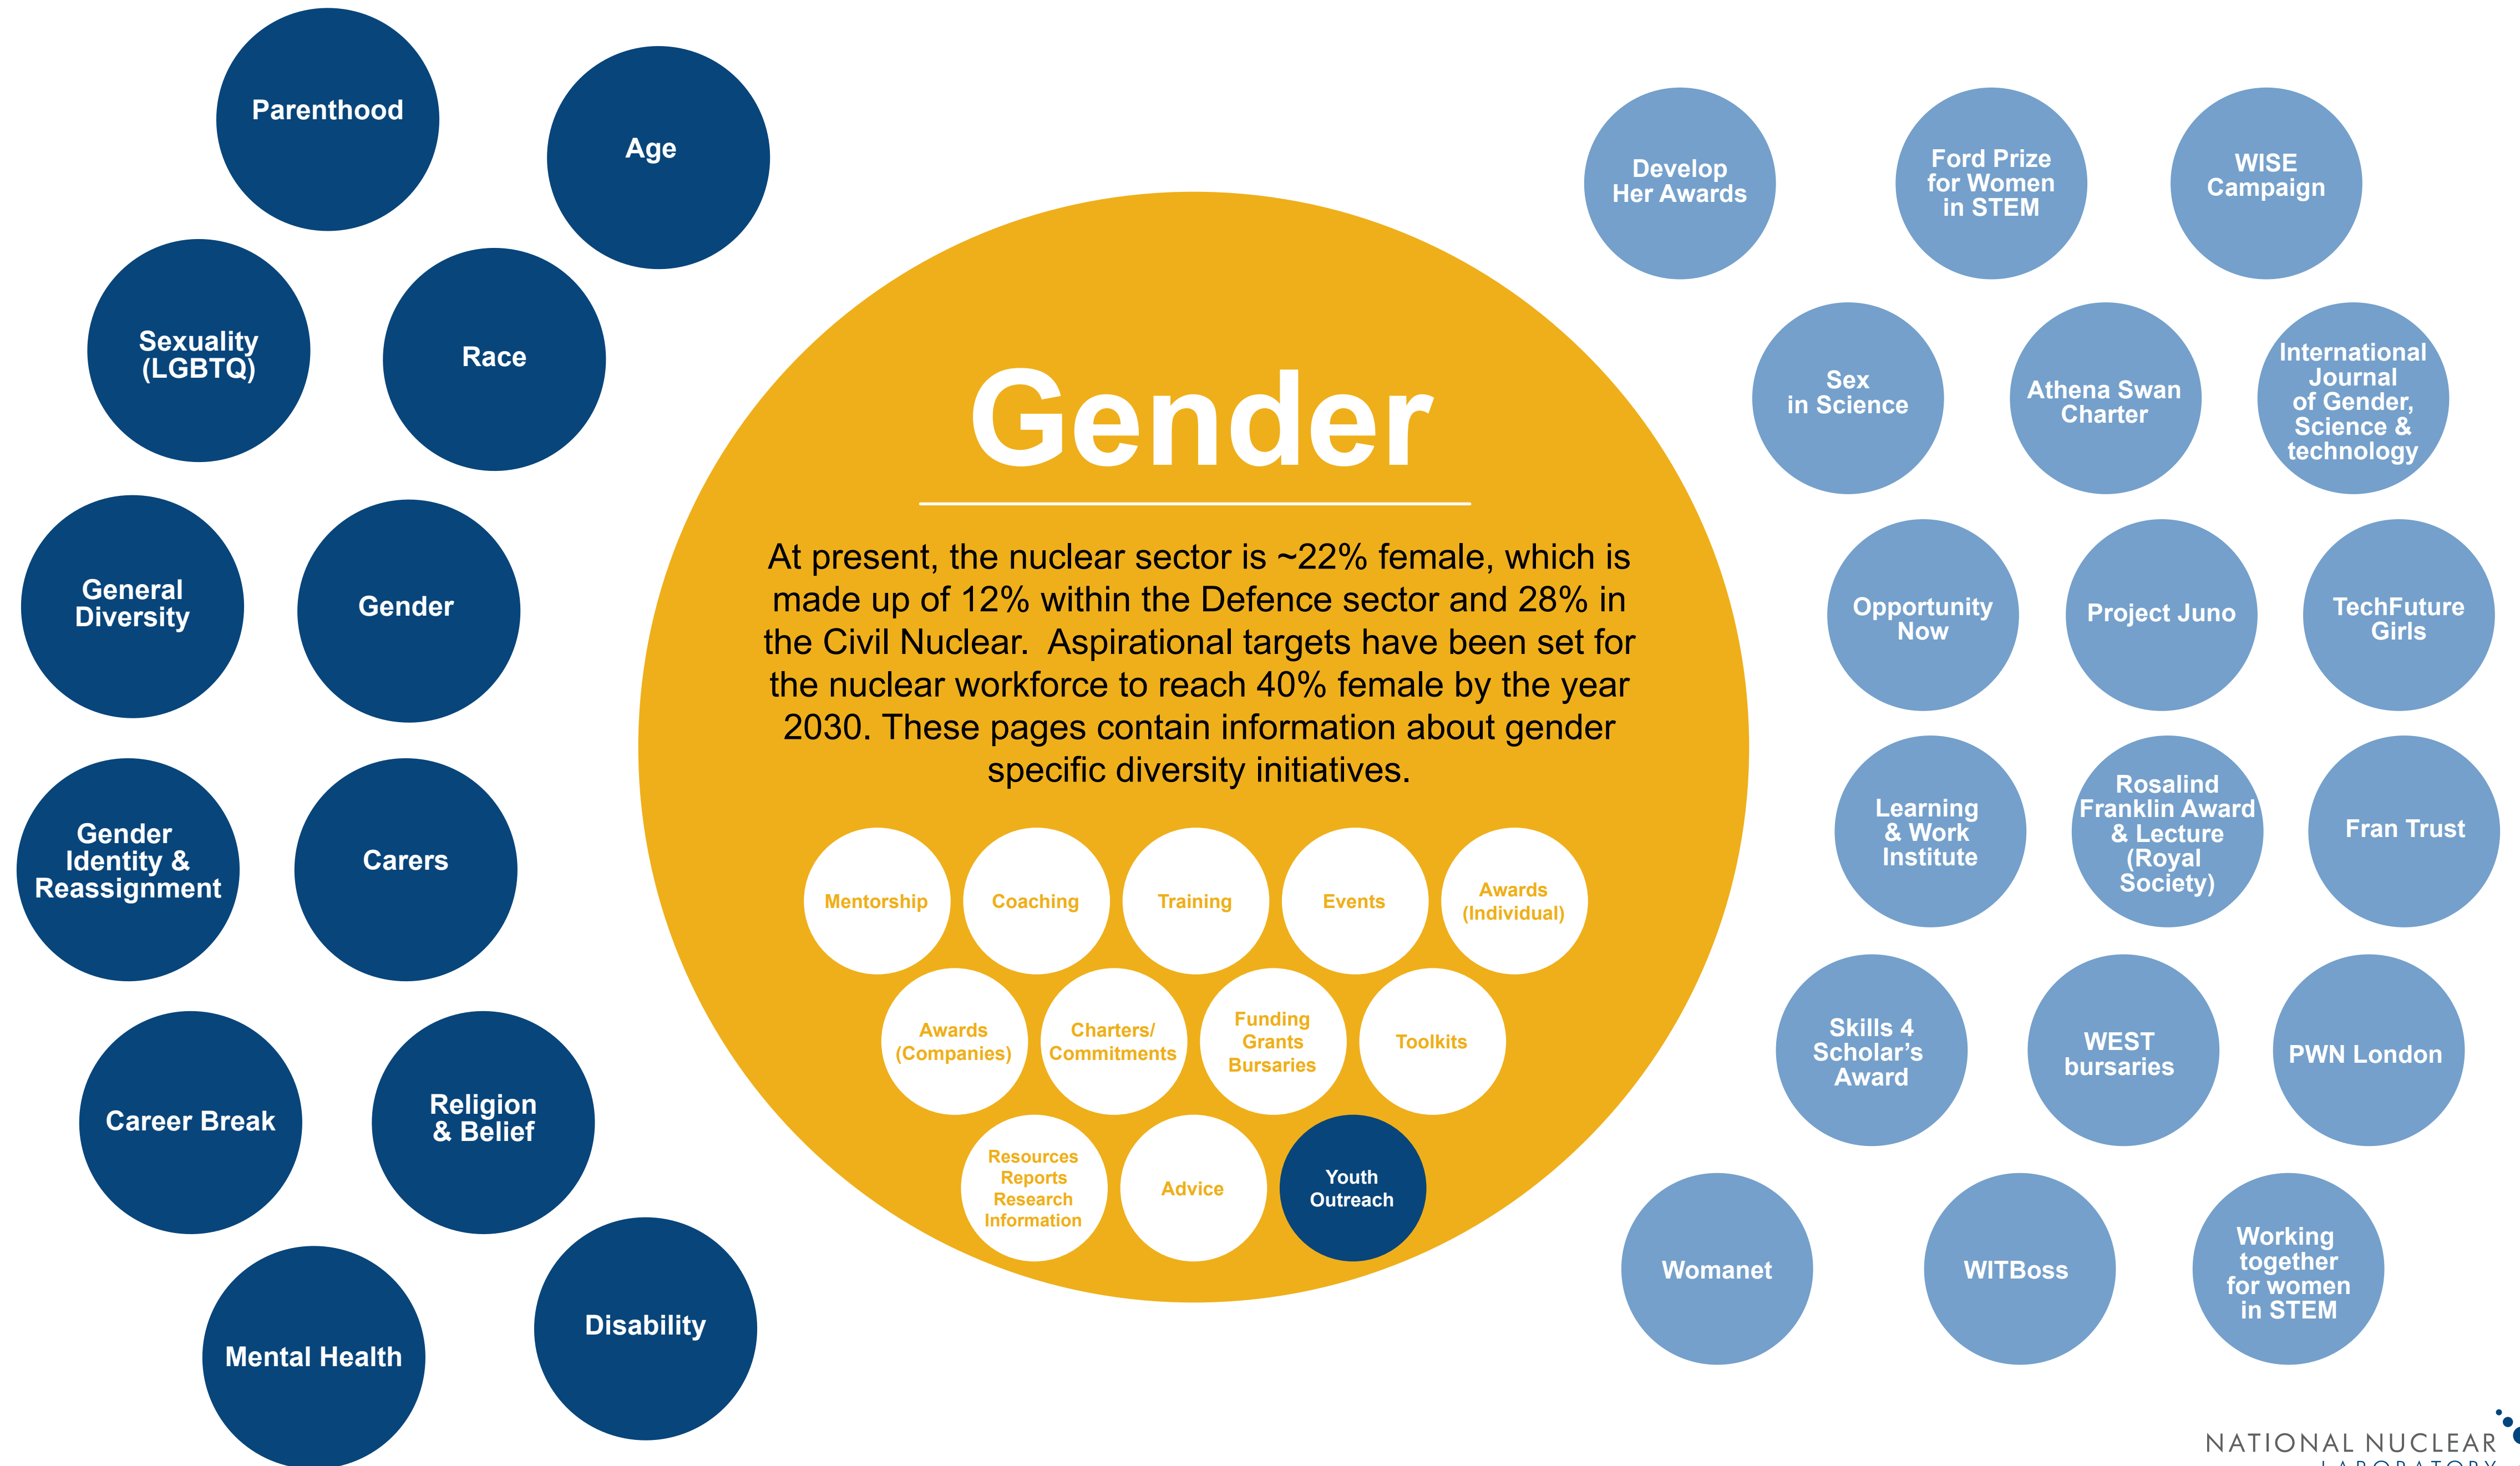 Parenthood
Age
Sexuality
(LGBTQ)
Race
General
Diversity
Gender
Gender
Identity &
Reassignment
Carers
Career Break
Religion
& Belief
Mental Health
Disability
Gender
At present, the nuclear sector is ~22% female, which is
made up of 12% within the Defence sector and 28% in
the Civil Nuclear.  Aspirational targets have been set for
the nuclear workforce to reach 40% female by the year
2030. These pages contain information about gender
specific diversity initiatives.
Mentorship
Coaching
Training
Events
Awards
(Individual)
Awards
(Companies)
Charters/
Commitments
Funding
Grants
Bursaries
Toolkits
Resources
Reports
Research
Information
Advice
Youth
Outreach
Develop
Her Awards
Ford Prize
for Women
in STEM
WISE
Campaign
Sex
in Science
Athena Swan
Charter
International
Journal
of Gender,
Science &
technology
Opportunity
Now
Project Juno
TechFuture
Girls
Learning
& Work
Institute
Rosalind
Franklin Award
& Lecture
(Royal
Society)
Fran Trust
Skills 4
Scholar’s
Award
WEST
bursaries
PWN London
Womanet
WITBoss
Working
together
for women
in STEM
NATIONAL NUCLEAR
LABORATORY